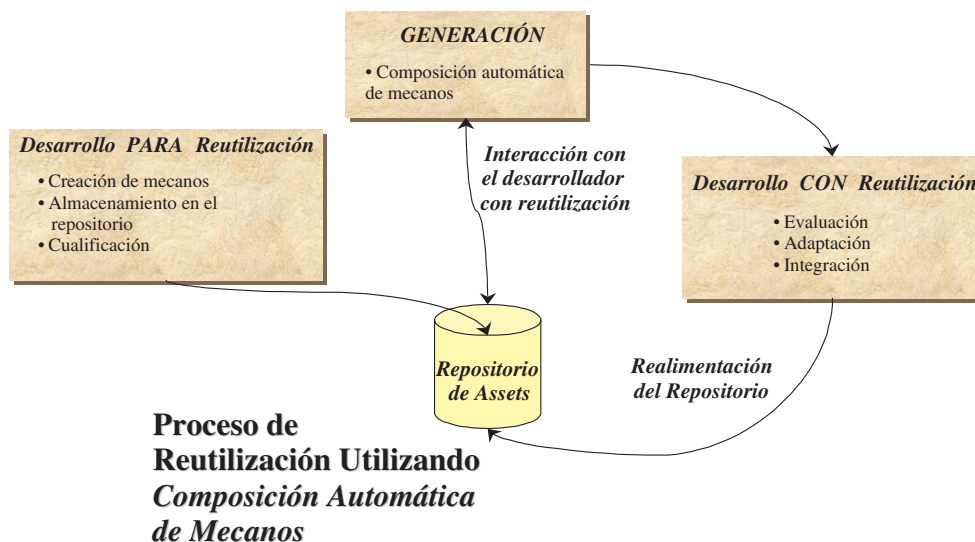 GENERACIÓN
• Composición automática
de mecanos
Desarrollo PARA Reutilización
• Creación de mecanos
• Almacenamiento en el
repositorio
• Cualificación
Interacción con
el desarrollador
con reutilización
Desarrollo CON Reutilización
• Evaluación
• Adaptación
• Integración
Repositorio
de Assets
Realimentación
del Repositorio
Proceso de
Reutilización Utilizando
Composición Automática
de Mecanos